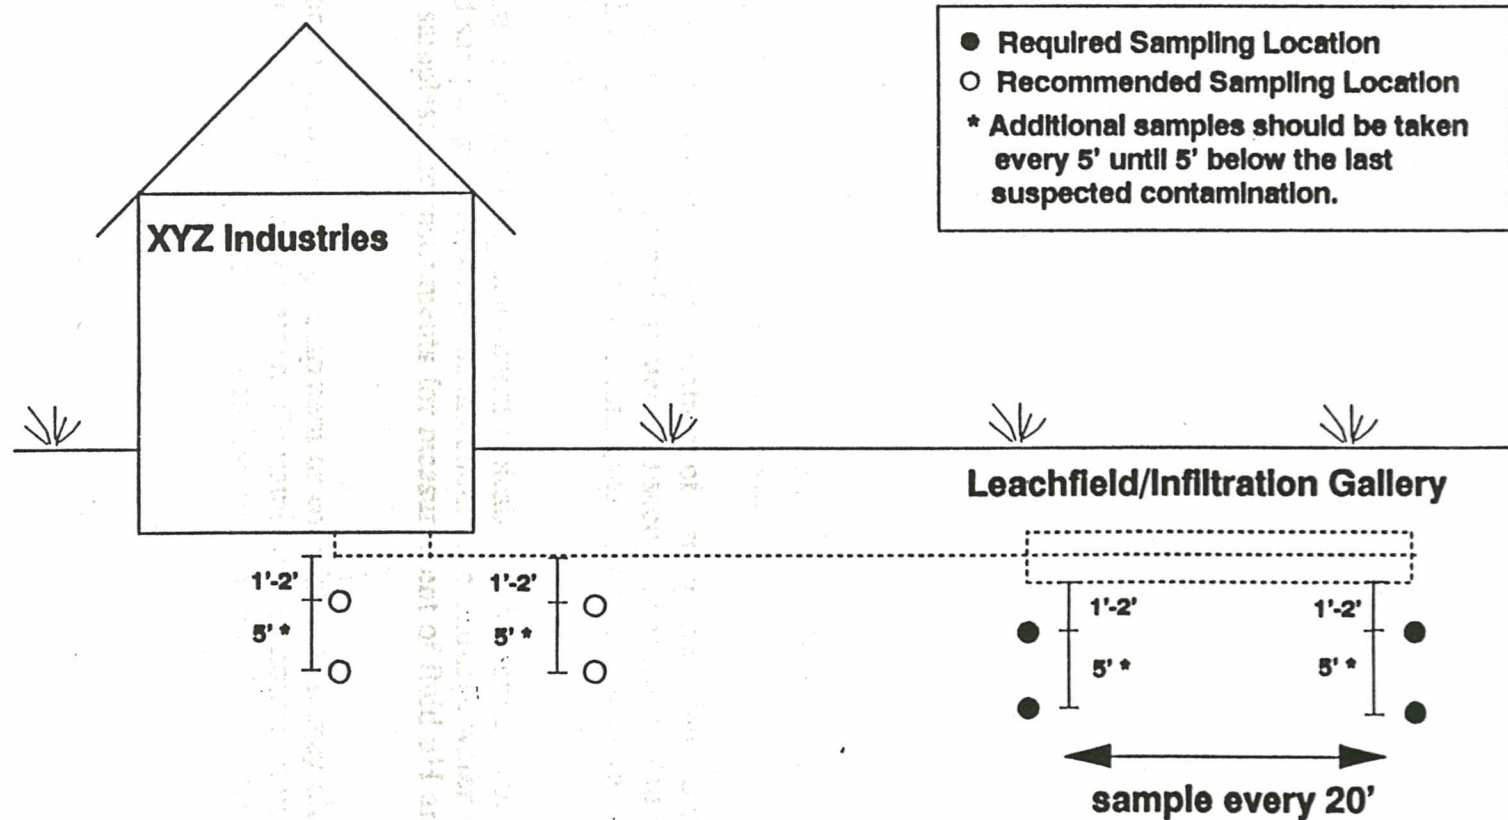 ● Required Sampling Location
○ Recommended Sampling Location
* Additional samples should be taken
every 5' until 5' below the last
suspected contamination.
XYZ Industries
Leachfield/Infiltration Gallery
1'-2'
5' *
1'-2'
5' *
1'-2'
5' *
1'-2'
5' *
sample every 20'